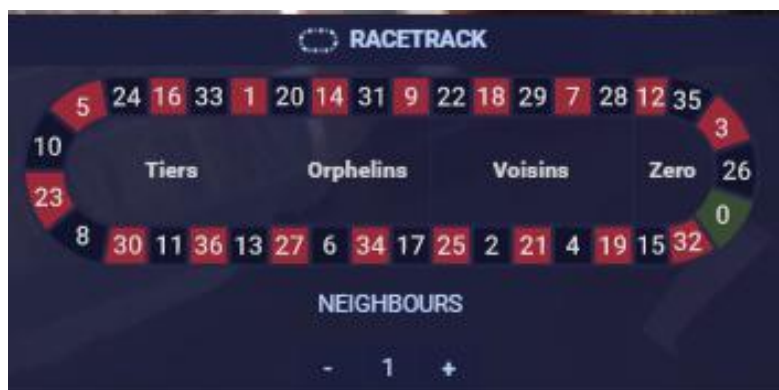 RACETRACK
24 16 33 1 20 14 31 9 22 18 29 7 28 12 35
5 3
10 Tiers Orphelins Voisins Zero 26
23 0
8 30 11 36 13 27 6 34 17 25 2 21 4 19 15 32
NEIGHBOURS
- 1 +